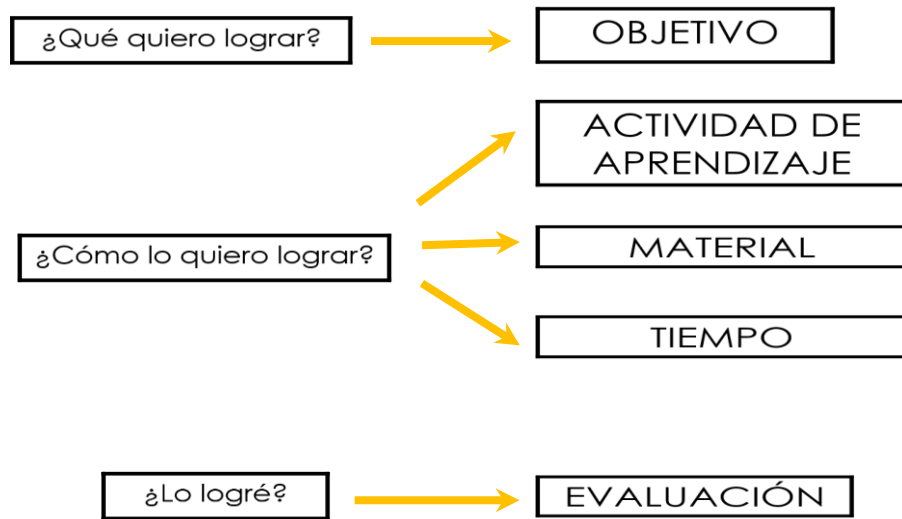 ¿Qué quiero lograr?
OBJETIVO
ACTIVIDAD DE
APRENDIZAJE
¿Cómo lo quiero lograr?
MATERIAL
TIEMPO
¿Lo logré?
EVALUACIÓN